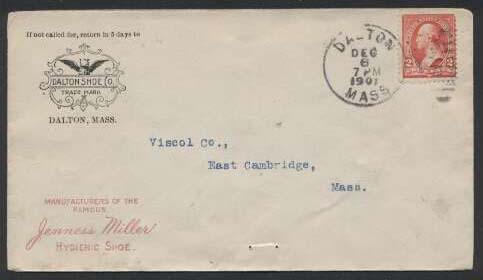 If not called for, return in 5 days to
DALTON SHOE CO.
TRADE MARK
DALTON, MASS.
DALTON
DEC
6
7 PM
1901
MASS.
2 2
Viscol Co.,
East Cambridge,
Mass.
MANUFACTURERS OF THE
FAMOUS
Jenness Miller
HYGIENIC SHOE.